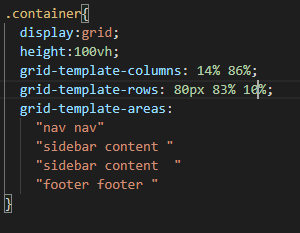 .container{
display:grid;
height:100vh;
grid-template-columns: 14% 86%;
grid-template-rows: 80px 83% 10%;
grid-template-areas:
"nav nav"
"sidebar content "
"sidebar content  "
"footer footer "
}